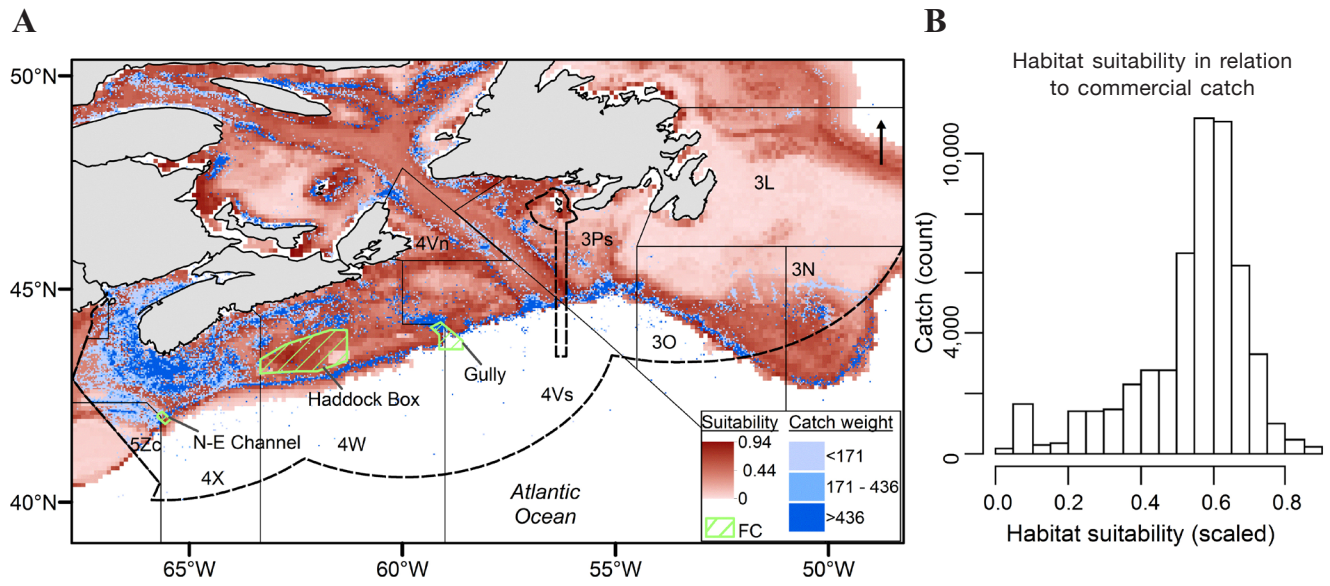 A
B
50°N
45°N
40°N
65°W
60°W
55°W
50°W
3L
3Ps
4Vn
3N
3O
Gully
Haddock Box
4Vs
N-E Channel
5Zc
4W
4X
Atlantic
Ocean
Suitability
0.94
0.44
0
FC
Catch weight
<171
171 - 436
>436
Habitat suitability in relation
to commercial catch
Catch (count)
10,000
4,000
0
0.0
0.2
0.4
0.6
0.8
Habitat suitability (scaled)